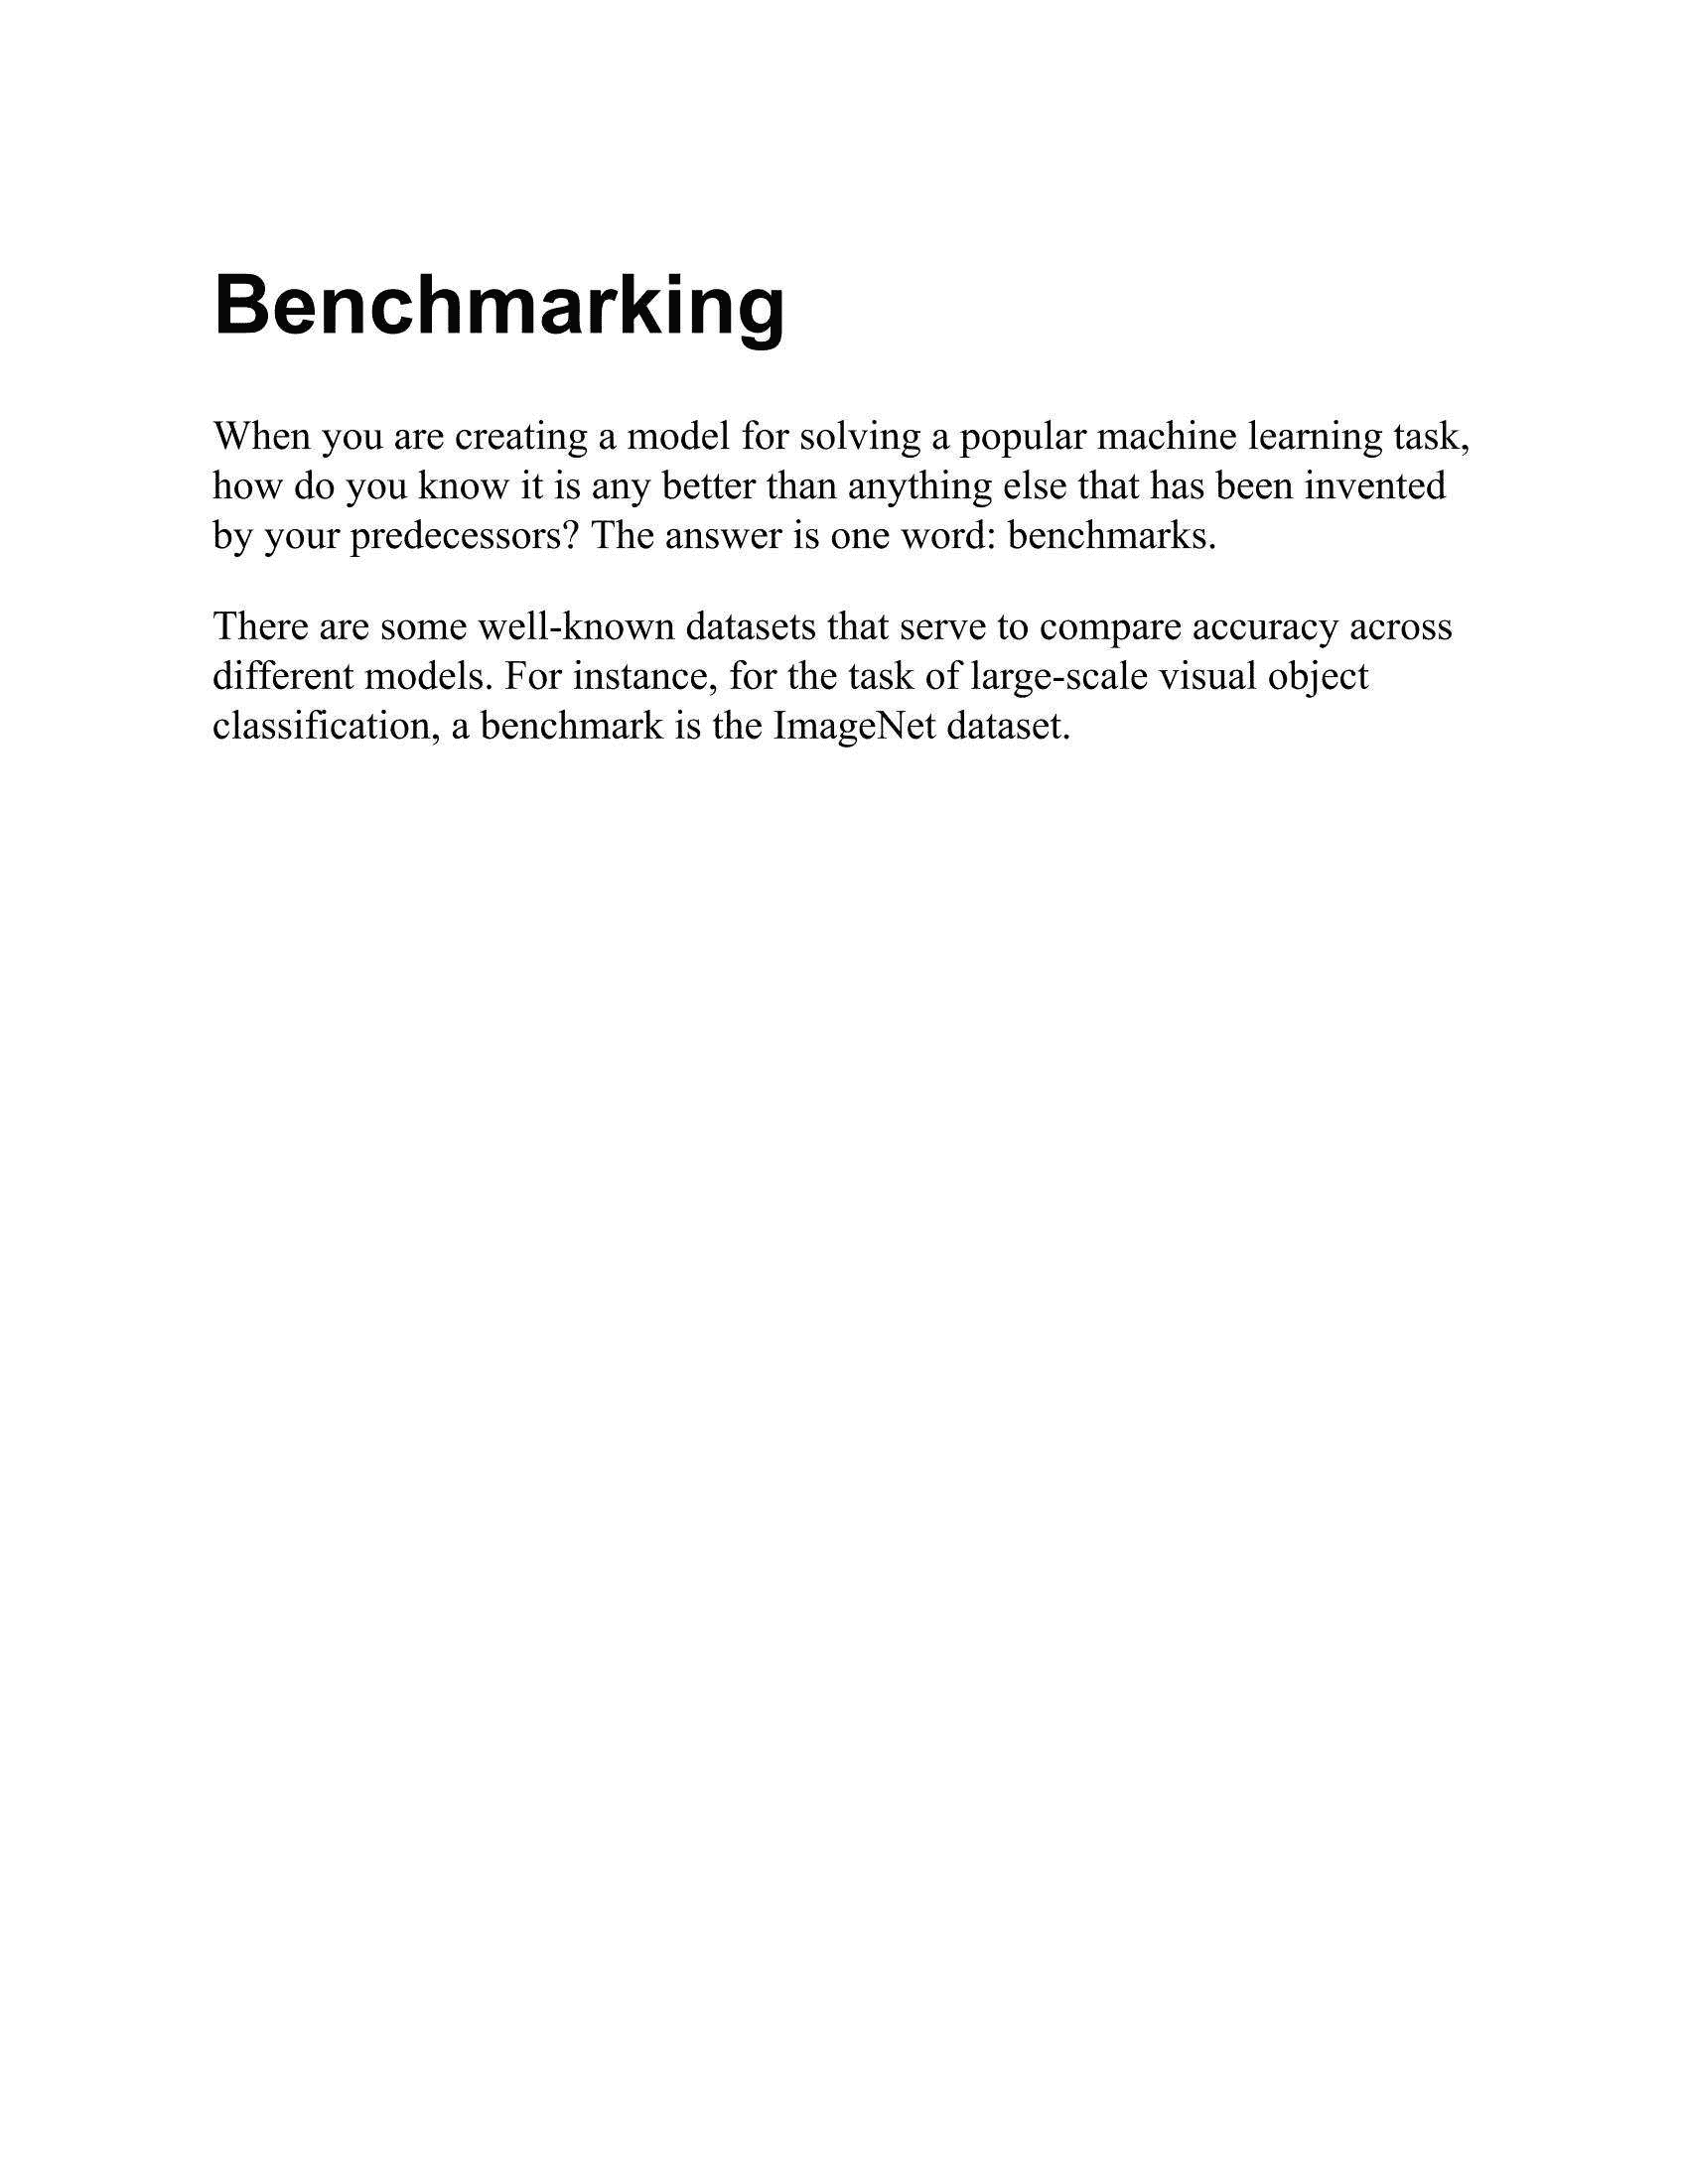 Benchmarking
When you are creating a model for solving a popular machine learning task,
how do you know it is any better than anything else that has been invented
by your predecessors? The answer is one word: benchmarks.
There are some well-known datasets that serve to compare accuracy across
different models. For instance, for the task of large-scale visual object
classification, a benchmark is the ImageNet dataset.